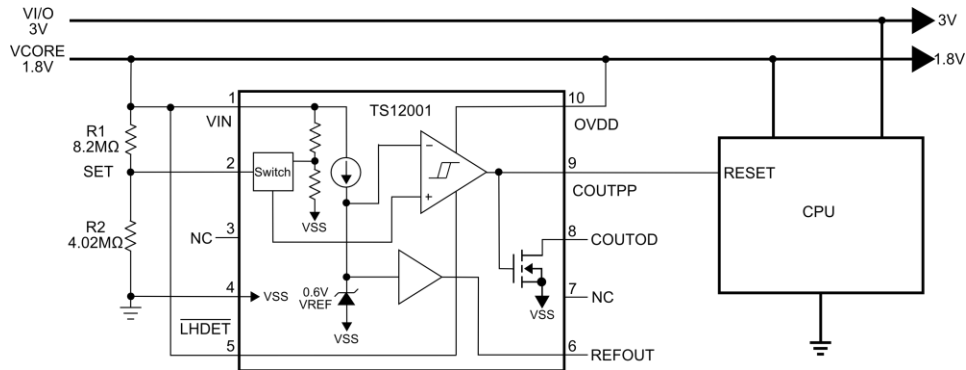 VI/O
3V
3V
VCORE
1.8V
1.8V
1
VIN
TS12001
10
OVDD
R1
8.2MΩ
SET
2
Switch
−
+
9
COUTPP
RESET
CPU
VSS
R2
4.02MΩ
NC
3
8
COUTOD
4
VSS
0.6V
VREF
VSS
VSS
7
NC
LHDET
5
6
REFOUT